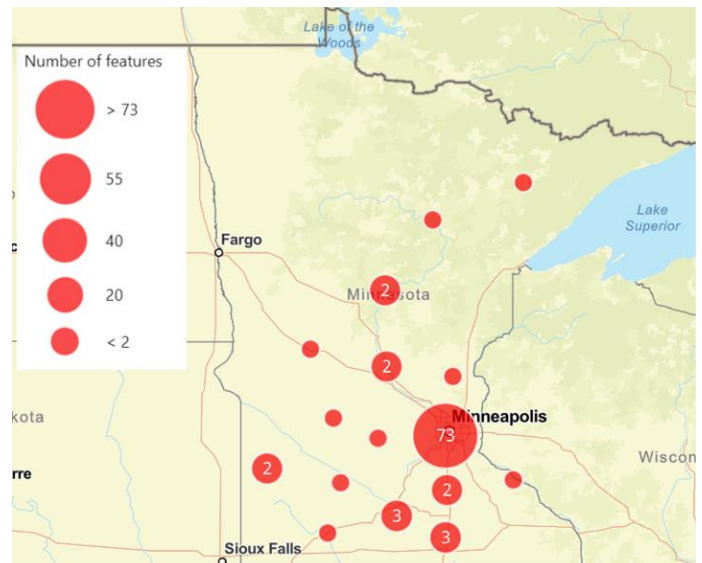 Lake of the
Woods
Number of features
> 73
55
40
20
< 2
Lake
Superior
Fargo
2
Minnesota
2
Minneapolis
73
kota
Wiscon
2
rre
2
3
3
Sioux Falls